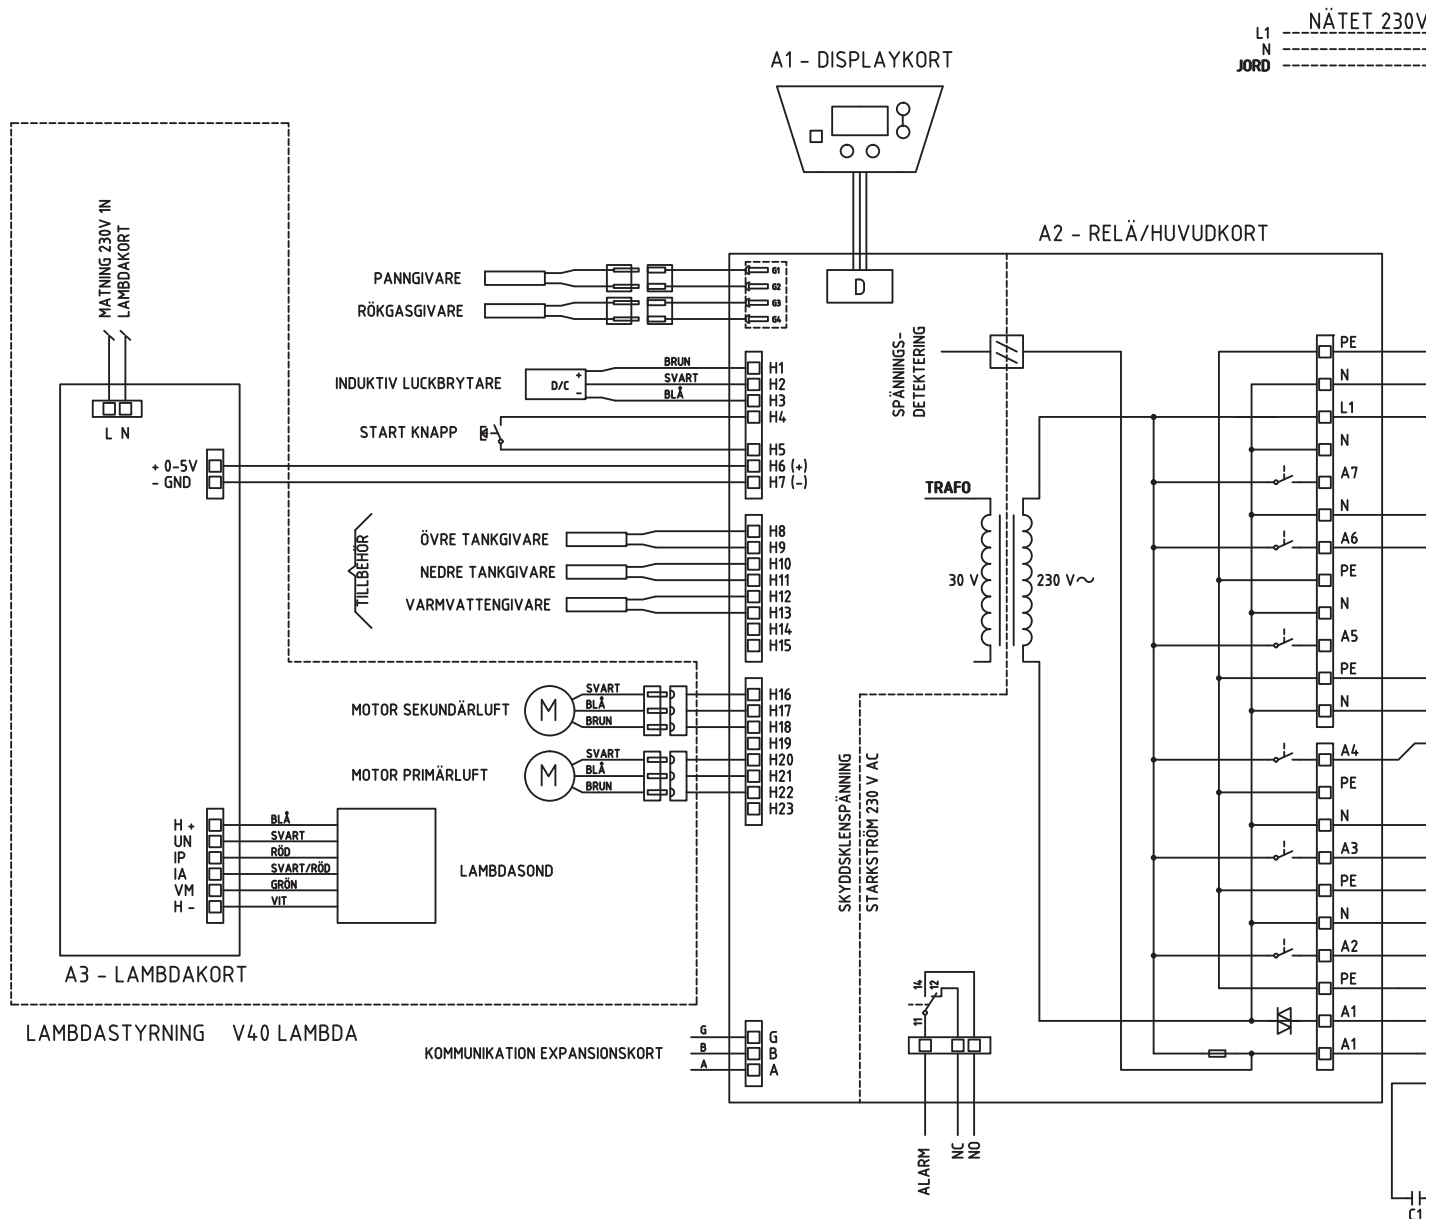 NÄTET 230V
L1
N
JORD
A1 - DISPLAYKORT
A2 - RELÄ/HUVUDKORT
D
MATNING 230V 1N
LAMBDAKORT
L N
+ 0-5V
- GND
PANNGIVARE
RÖKGASGIVARE
G1
G2
G3
G4
INDUKTIV LUCKBRYTARE
D/C
+
-
BRUN
SVART
BLÅ
START KNAPP
H1
H2
H3
H4
H5
H6 (+)
H7 (-)
TILLBEHÖR
ÖVRE TANKGIVARE
NEDRE TANKGIVARE
VARMVATTENGIVARE
H8
H9
H10
H11
H12
H13
H14
H15
MOTOR SEKUNDÄRLUFT
M
SVART
BLÅ
BRUN
MOTOR PRIMÄRLUFT
M
SVART
BLÅ
BRUN
H16
H17
H18
H19
H20
H21
H22
H23
H +
UN
IP
IA
VM
H -
BLÅ
SVART
RÖD
SVART/RÖD
GRÖN
VIT
LAMBDASOND
A3 - LAMBDAKORT
LAMBDASTYRNING V40 LAMBDA
KOMMUNIKATION EXPANSIONSKORT
G
B
A
G
B
A
SPÄNNINGS-
DETEKTERING
TRAFO
30 V
230 V~
SKYDDSKLENSPÄNNING
STARKSTRÖM 230 V AC
14
12
11
ALARM
NC
NO
PE
N
L1
N
A7
N
A6
PE
N
A5
PE
N
A4
PE
N
A3
PE
N
A2
PE
A1
A1
C1